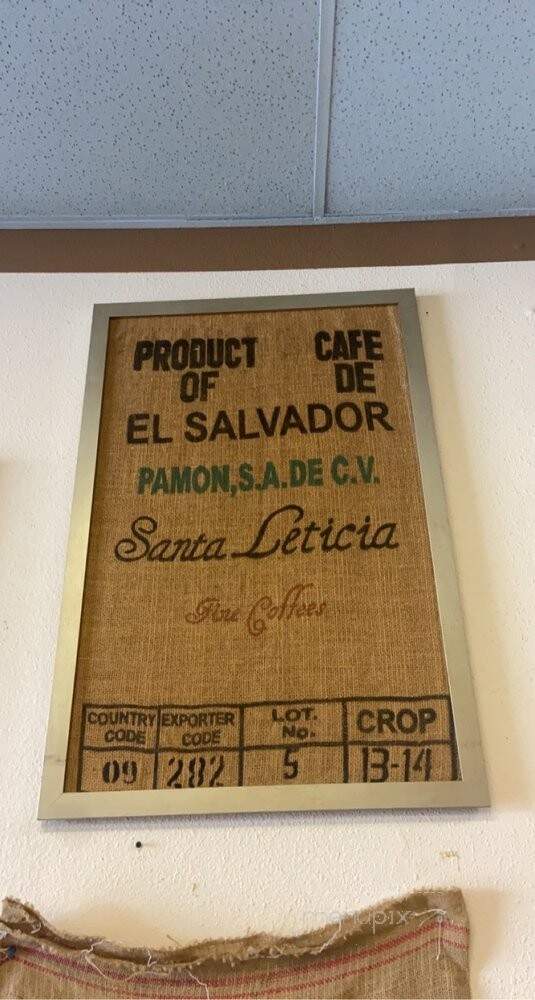 PRODUCT CAFE
OF DE
EL SALVADOR
PAMON,S.A.DE C.V.
Santa Leticia
Fine Coffees
COUNTRY CODE EXPORTER CODE LOT. No. CROP
09 282 5 13-14
menupix